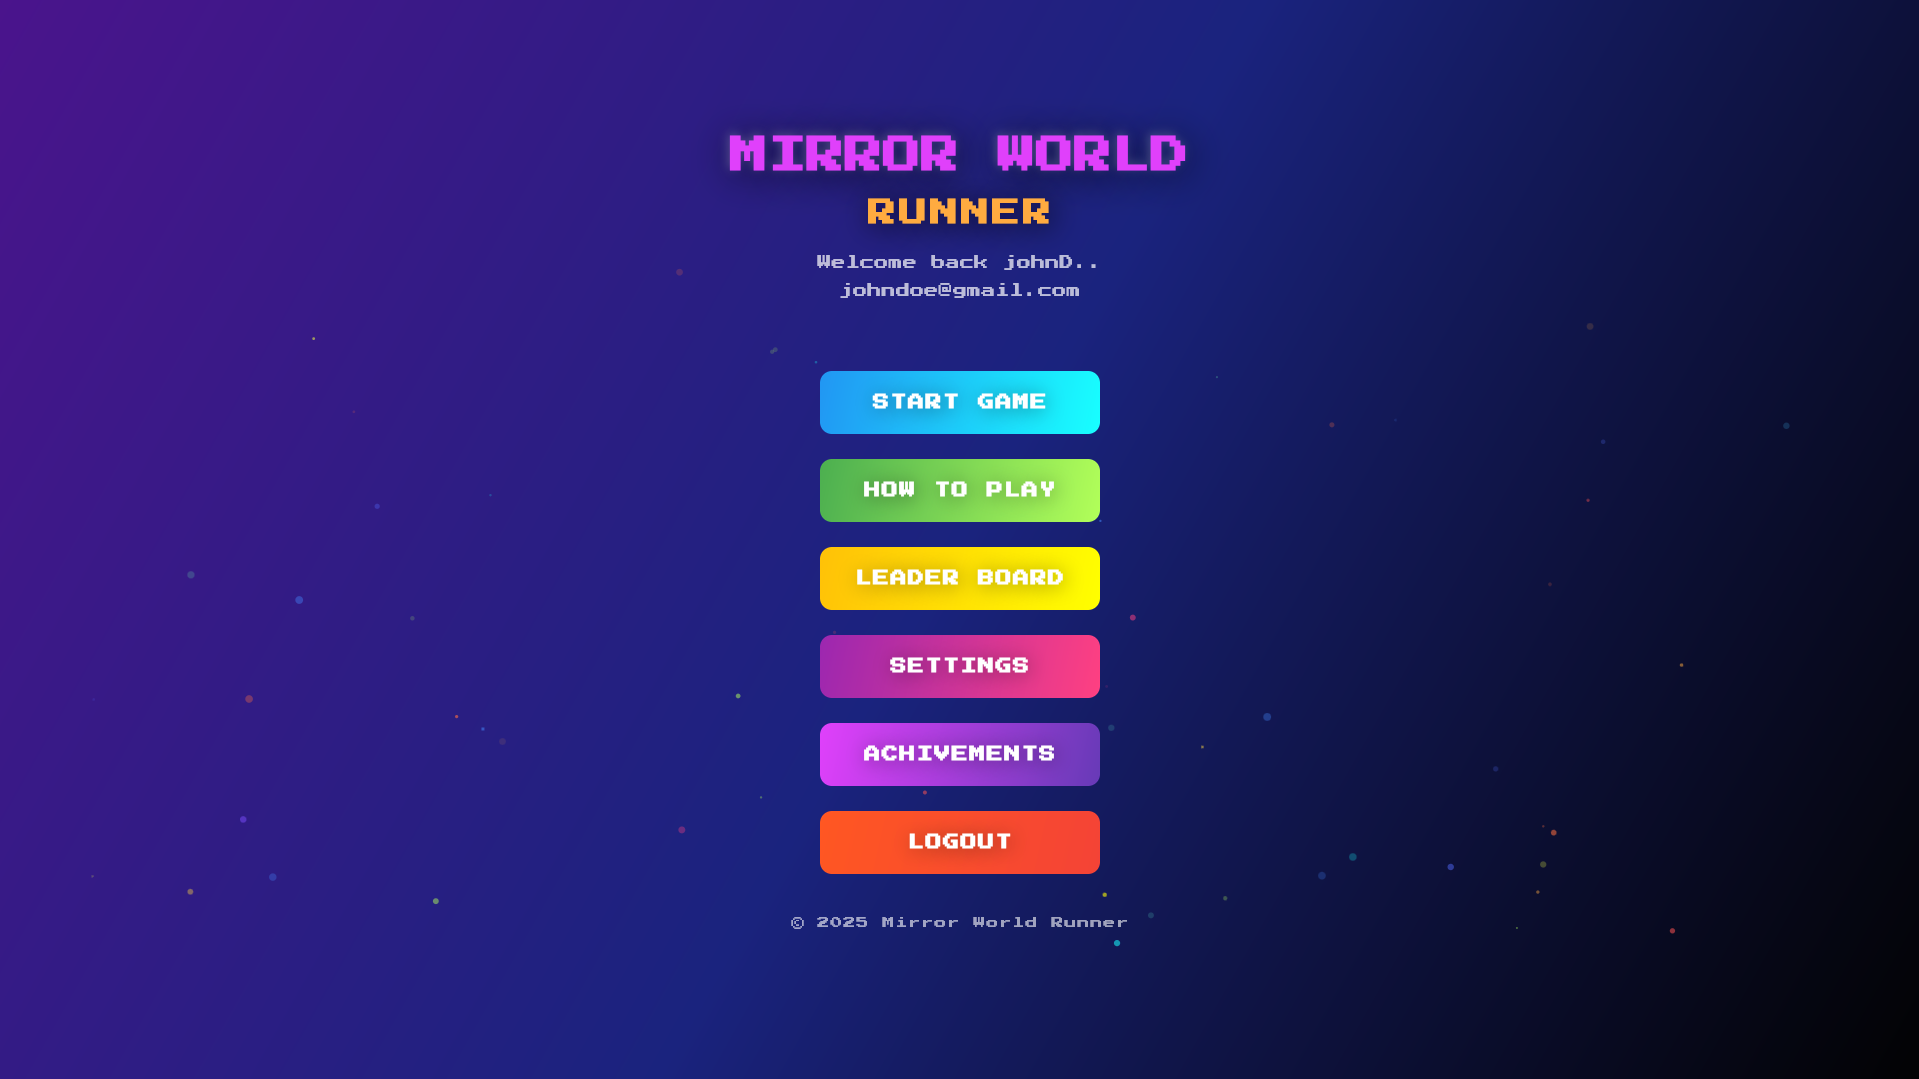 MIRROR WORLD
RUNNER
Welcome back johnD..
johndoe@gmail.com
START GAME
HOW TO PLAY
LEADER BOARD
SETTINGS
ACHIVEMENTS
LOGOUT
© 2025 Mirror World Runner